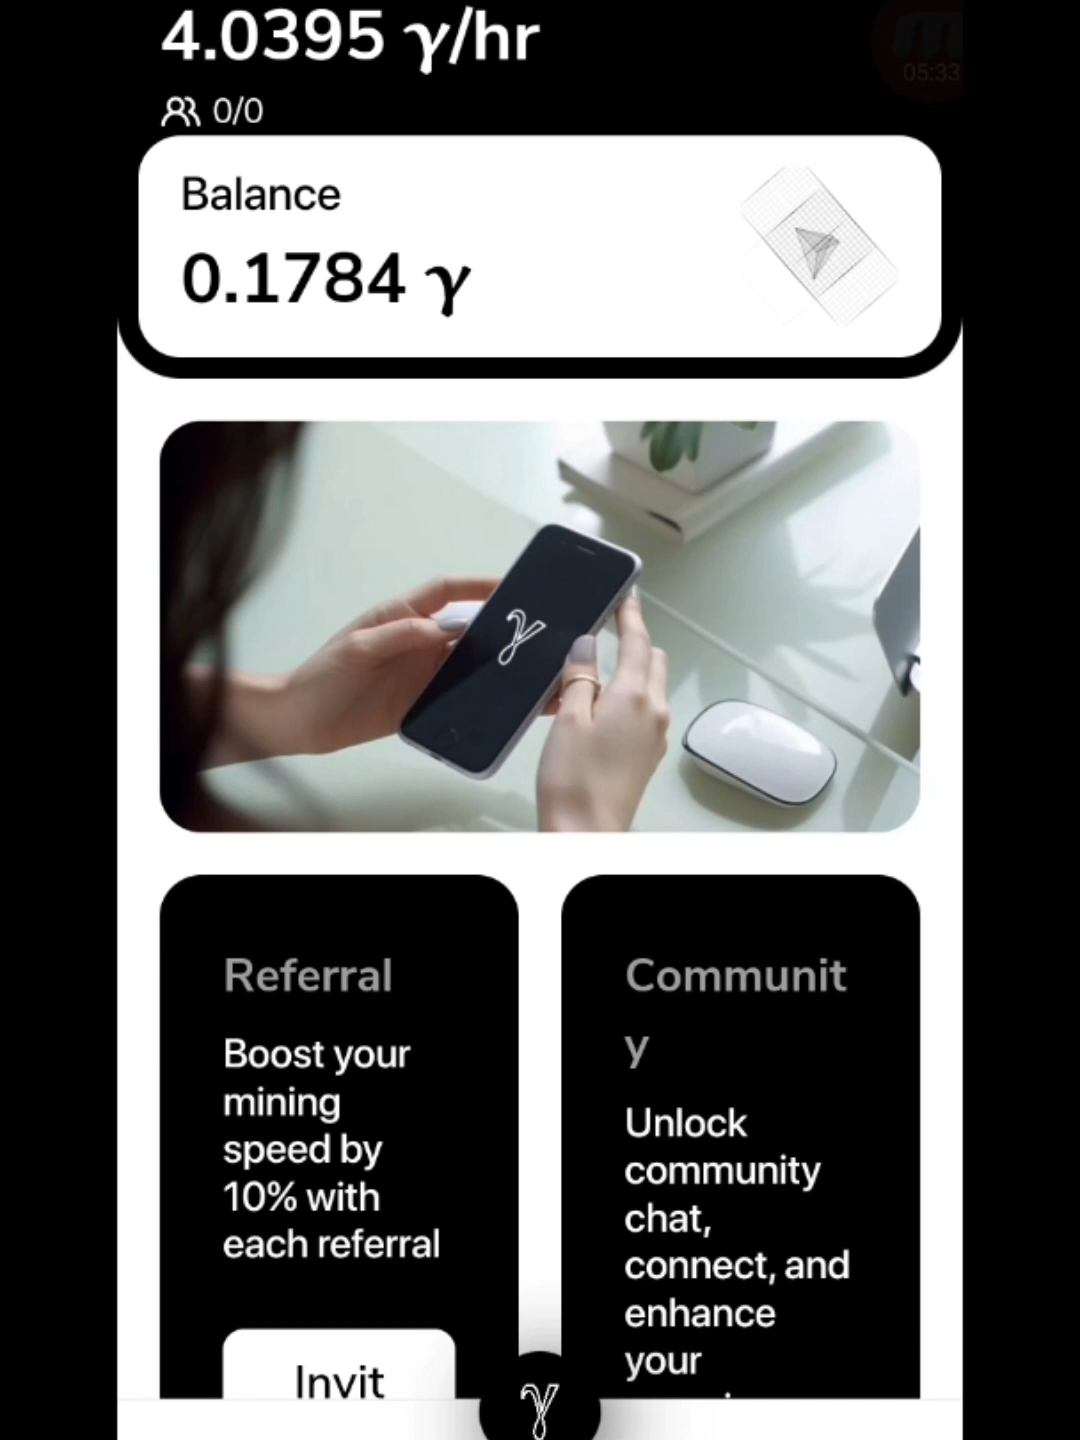 4.0395 γ/hr
05:33
0/0
Balance
0.1784 γ
γ
Referral
Boost your
mining
speed by
10% with
each referral
Invit
Communit
y
Unlock
community
chat,
connect, and
enhance
your
γ